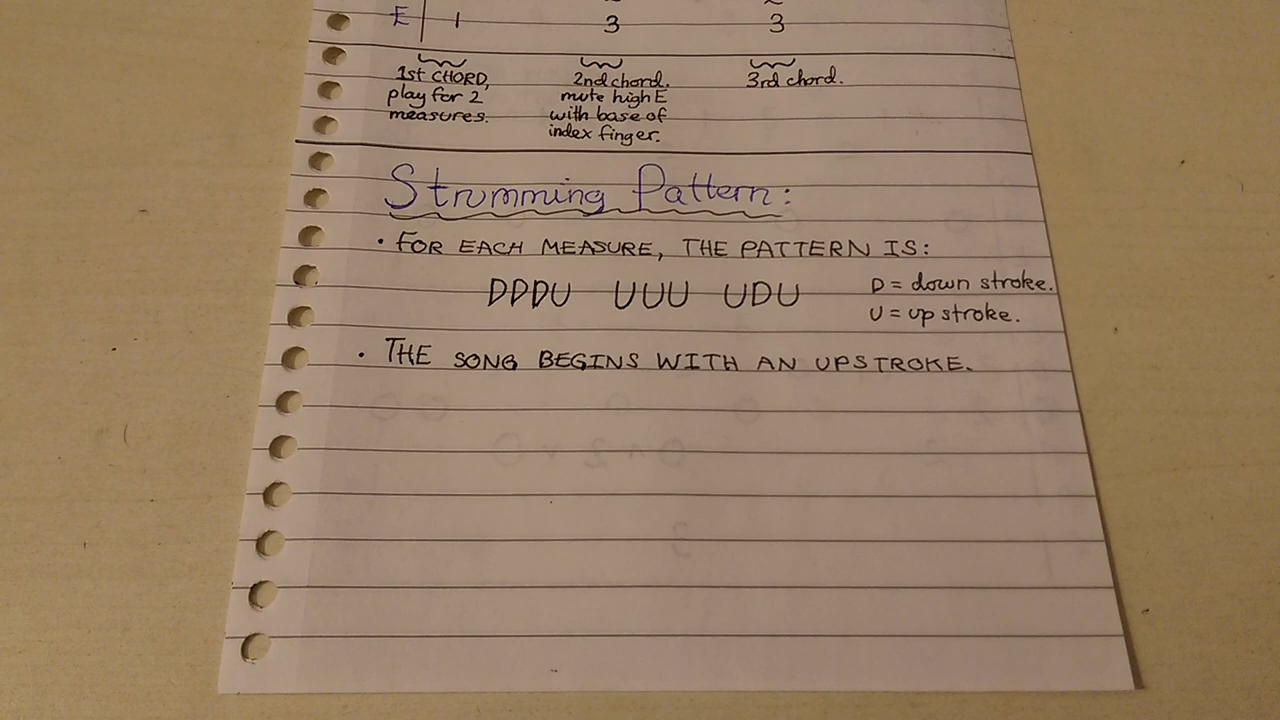 E 1 3 3
1st CHORD, 2nd chord. 3rd chord.
play for 2 mute high E
measures. with base of
index finger.
Strumming Pattern:
• FOR EACH MEASURE, THE PATTERN IS:
DDDU UUU UDU D = down stroke.
U = up stroke.
• THE SONG BEGINS WITH AN UPSTROKE.